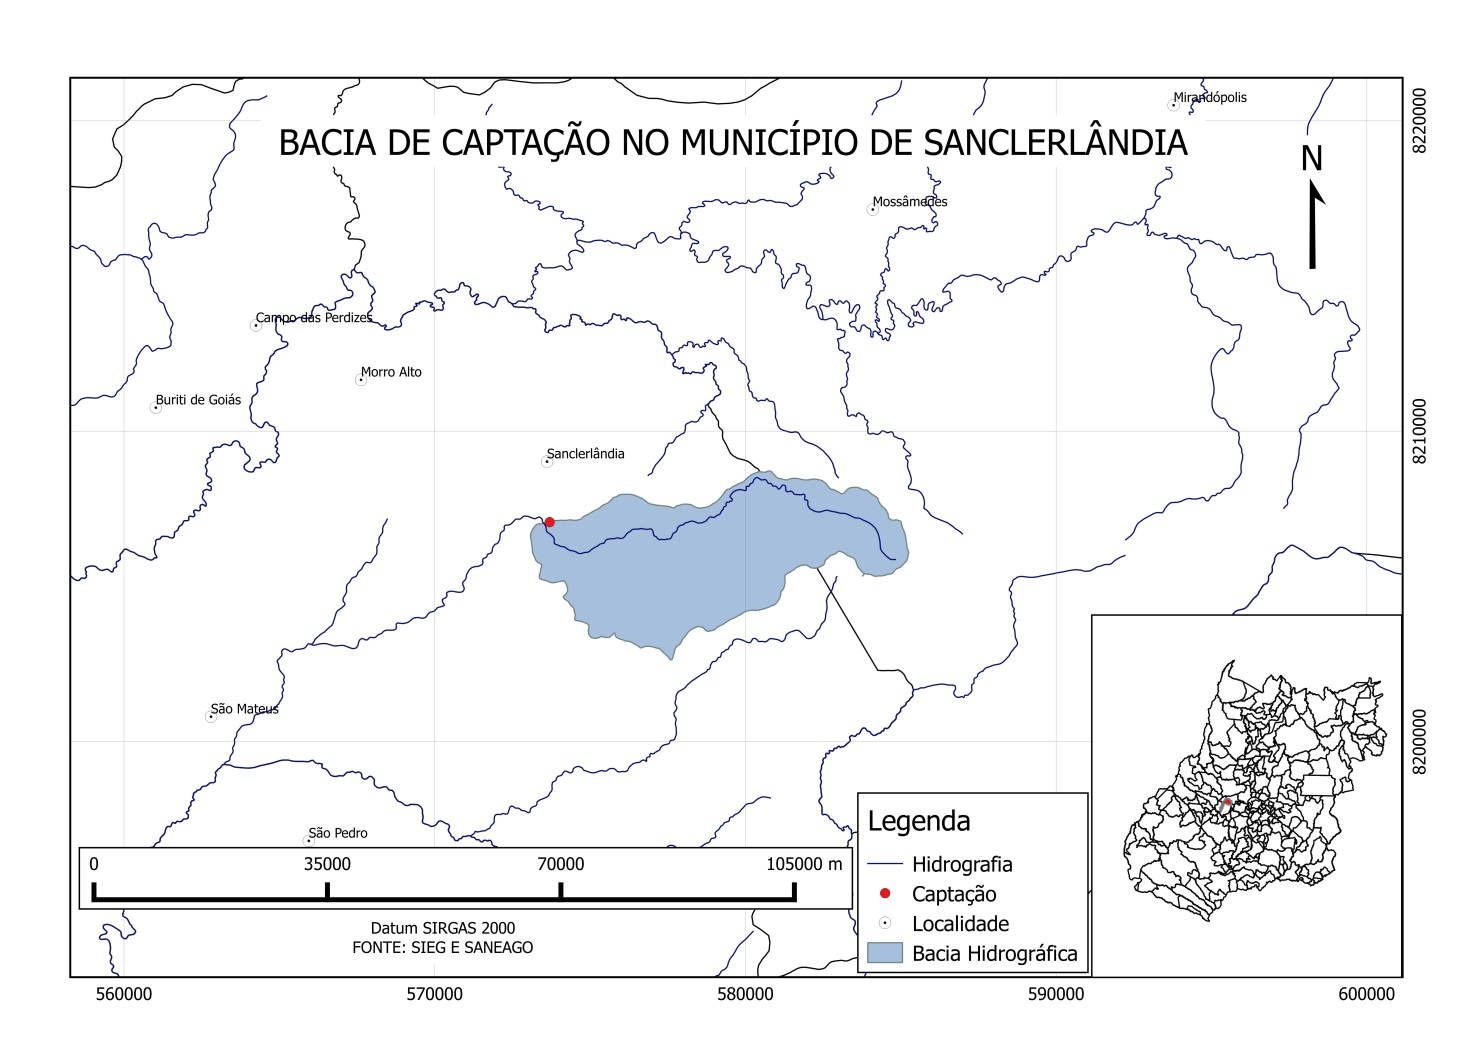 Mirandópolis
BACIA DE CAPTAÇÃO NO MUNICÍPIO DE SANCLERLÂNDIA
N
Mossâmedes
Campo das Perdizes
Morro Alto
Buriti de Goiás
Sanclerlândia
São Mateus
São Pedro
8220000
8210000
8200000
0 35000 70000 105000 m
Datum SIRGAS 2000
FONTE: SIEG E SANEAGO
Legenda
Hidrografia
Captação
Localidade
Bacia Hidrográfica
560000 570000 580000 590000 600000